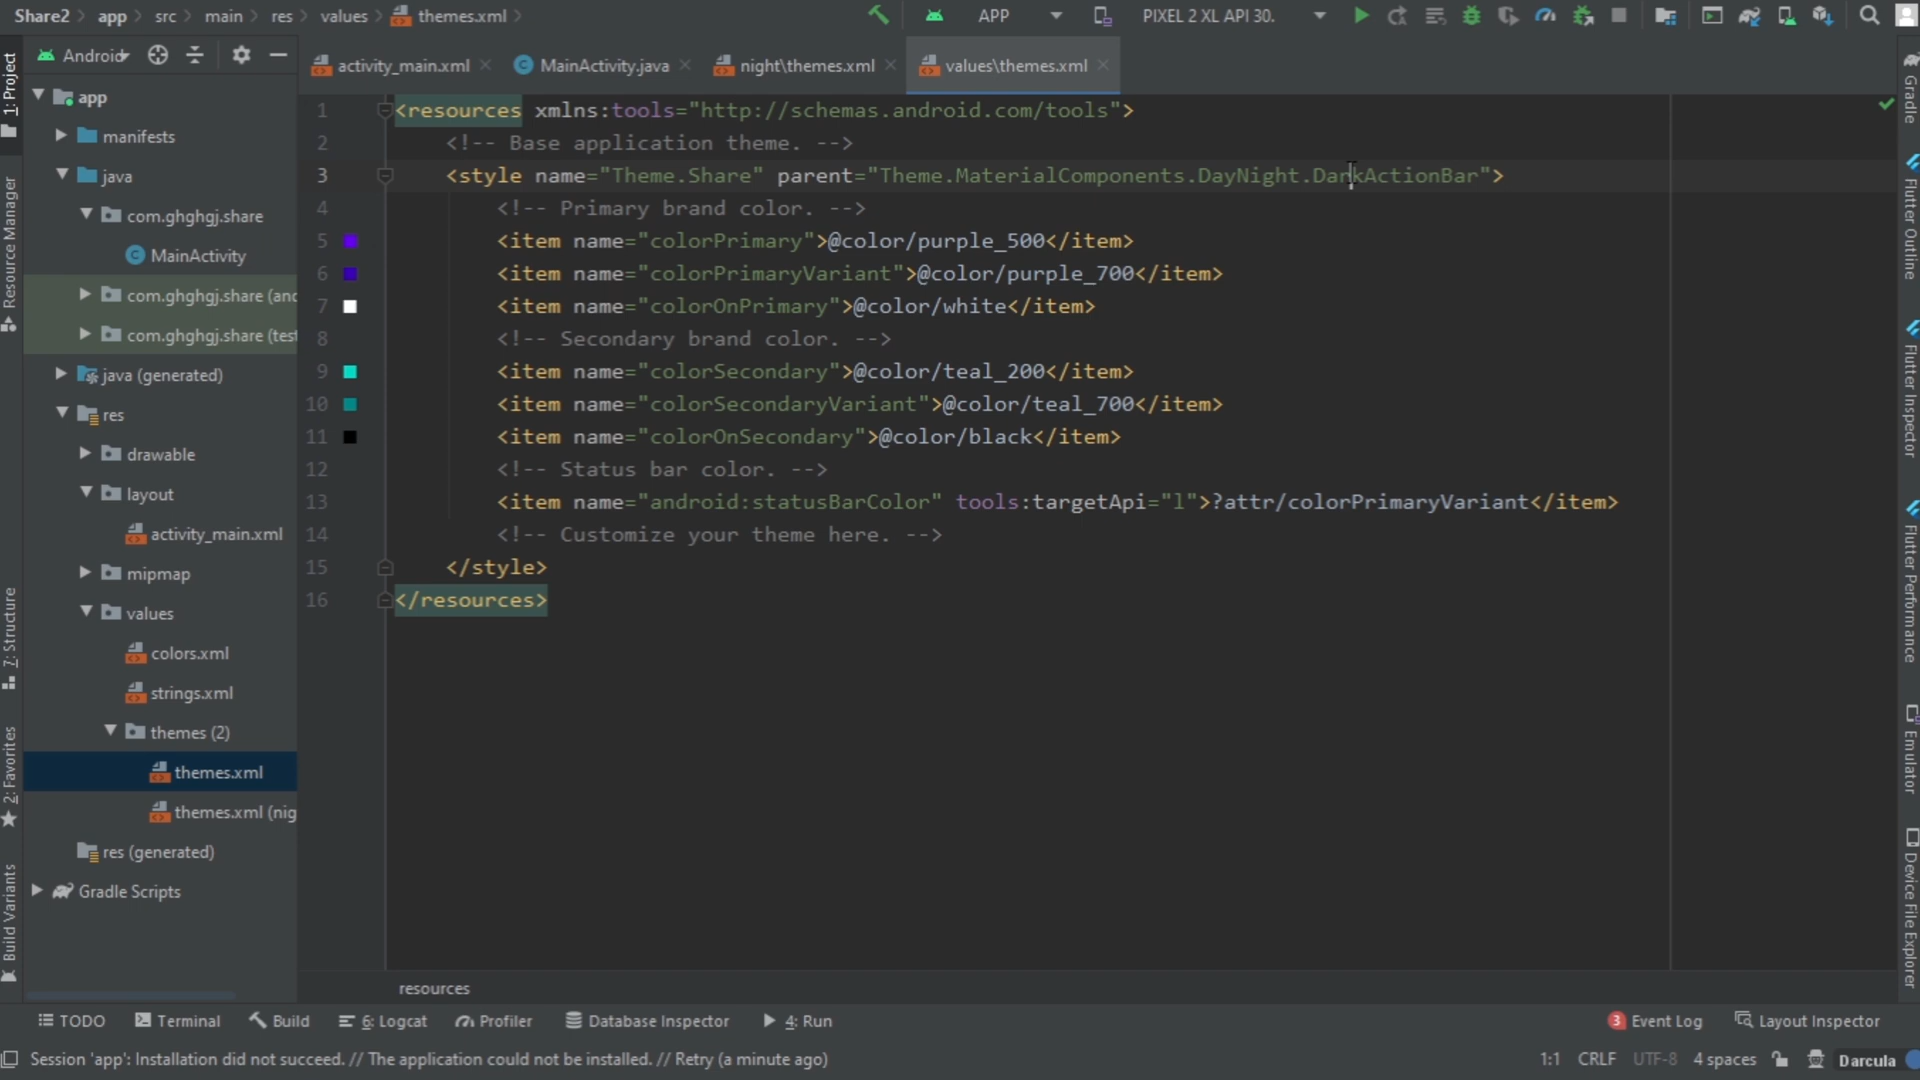 Share2 app src main res values themes.xml
APP PIXEL 2 XL API 30.
Android
activity_main.xml MainActivity.java night\themes.xml values\themes.xml
1: Project
Resource Manager
7: Structure
2: Favorites
Build Variants
app
manifests
java
com.ghghgj.share
MainActivity
com.ghghgj.share (anc
com.ghghgj.share (test
java (generated)
res
drawable
layout
activity_main.xml
mipmap
values
colors.xml
strings.xml
themes (2)
themes.xml
themes.xml (nig
res (generated)
Gradle Scripts
1 <resources xmlns:tools="http://schemas.android.com/tools">
2 <!-- Base application theme. -->
3 <style name="Theme.Share" parent="Theme.MaterialComponents.DayNight.DarkActionBar">
4 <!-- Primary brand color. -->
5 <item name="colorPrimary">@color/purple_500</item>
6 <item name="colorPrimaryVariant">@color/purple_700</item>
7 <item name="colorOnPrimary">@color/white</item>
8 <!-- Secondary brand color. -->
9 <item name="colorSecondary">@color/teal_200</item>
10 <item name="colorSecondaryVariant">@color/teal_700</item>
11 <item name="colorOnSecondary">@color/black</item>
12 <!-- Status bar color. -->
13 <item name="android:statusBarColor" tools:targetApi="l">?attr/colorPrimaryVariant</item>
14 <!-- Customize your theme here. -->
15 </style>
16 </resources>
Gradle
Flutter Outline
Flutter Inspector
Flutter Performance
Emulator
Device File Explorer
resources
TODO Terminal Build 6: Logcat Profiler Database Inspector 4: Run 3 Event Log Layout Inspector
Session 'app': Installation did not succeed. // The application could not be installed. // Retry (a minute ago) 1:1 CRLF UTF-8 4 spaces Darcula